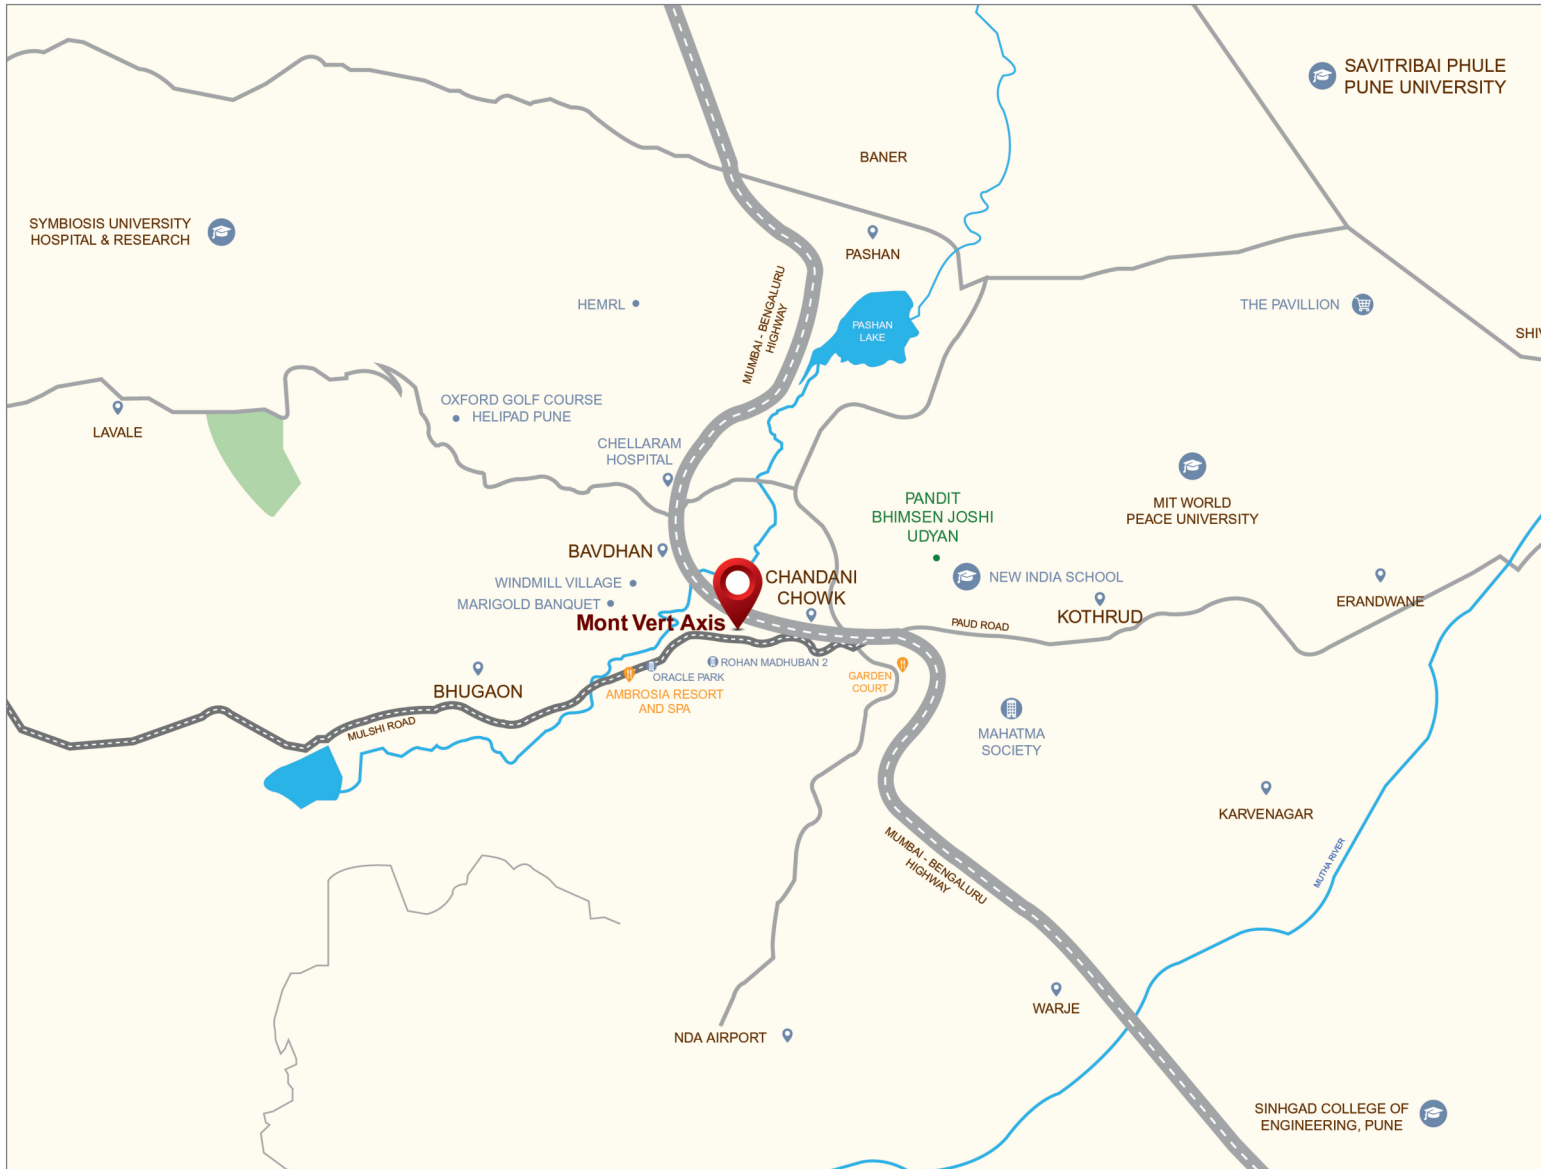 SAVITRIBAI PHULE
PUNE UNIVERSITY
BANER
SYMBIOSIS UNIVERSITY
HOSPITAL & RESEARCH
PASHAN
HEMRL
MUMBAI - BENGALURU
HIGHWAY
PASHAN
LAKE
THE PAVILLION
OXFORD GOLF COURSE
HELIPAD PUNE
LAVALE
CHELLARAM
HOSPITAL
PANDIT
BHIMSEN JOSHI
UDYAN
MIT WORLD
PEACE UNIVERSITY
BAVDHAN
WINDMILL VILLAGE
MARIGOLD BANQUET
CHANDANI
CHOWK
NEW INDIA SCHOOL
KOTHRUD
ERANDWANE
Mont Vert Axis
PAUD ROAD
ROHAN MADHUBAN 2
ORACLE PARK
GARDEN
COURT
BHUGAON
AMBROSIA RESORT
AND SPA
MULSHI ROAD
MAHATMA
SOCIETY
KARVENAGAR
MUMBAI - BENGALURU
HIGHWAY
MUTHA RIVER
WARJE
NDA AIRPORT
SINHGAD COLLEGE OF
ENGINEERING, PUNE